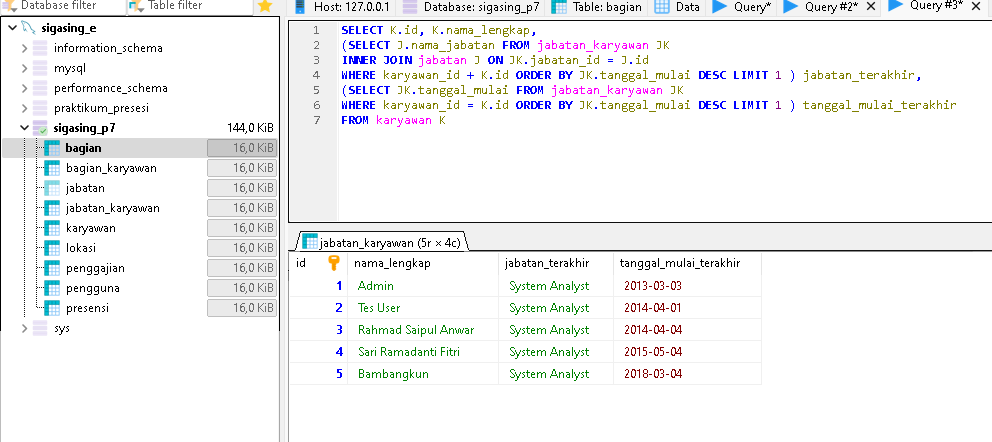 Database filter
Table filter
Host: 127.0.0.1
Database: sigasing_p7
Table: bagian
Data
Query*
Query #2*
Query #3*
sigasing_e
information_schema
mysql
performance_schema
praktikum_presesi
sigasing_p7 144,0 KiB
bagian 16,0 KiB
bagian_karyawan 16,0 KiB
jabatan 16,0 KiB
jabatan_karyawan 16,0 KiB
karyawan 16,0 KiB
lokasi 16,0 KiB
penggajian 16,0 KiB
pengguna 16,0 KiB
presensi 16,0 KiB
sys
1 SELECT K.id, K.nama_lengkap,
2 (SELECT J.nama_jabatan FROM jabatan_karyawan JK
3 INNER JOIN jabatan J ON JK.jabatan_id = J.id
4 WHERE karyawan_id + K.id ORDER BY JK.tanggal_mulai DESC LIMIT 1 ) jabatan_terakhir,
5 (SELECT JK.tanggal_mulai FROM jabatan_karyawan JK
6 WHERE karyawan_id = K.id ORDER BY JK.tanggal_mulai DESC LIMIT 1 ) tanggal_mulai_terakhir
7 FROM karyawan K
jabatan_karyawan (5r × 4c)
id nama_lengkap jabatan_terakhir tanggal_mulai_terakhir
1 Admin System Analyst 2013-03-03
2 Tes User System Analyst 2014-04-01
3 Rahmad Saipul Anwar System Analyst 2014-04-04
4 Sari Ramadanti Fitri System Analyst 2015-05-04
5 Bambangkun System Analyst 2018-03-04